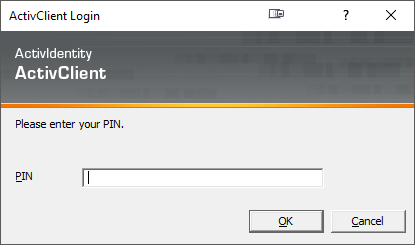 ActivClient Login
ActivIdentity
ActivClient
Please enter your PIN.
PIN
OK Cancel